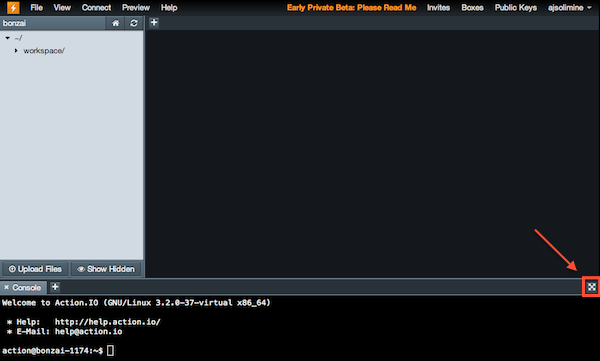 File View Connect Preview Help Early Private Beta: Please Read Me Invites Boxes Public Keys ajsolimine
bonzai
~/
workspace/
Upload Files Show Hidden
Console
Welcome to Action.IO (GNU/Linux 3.2.0-37-virtual x86_64)
* Help: http://help.action.io/
* E-Mail: help@action.io
action@bonzai-1174:~$